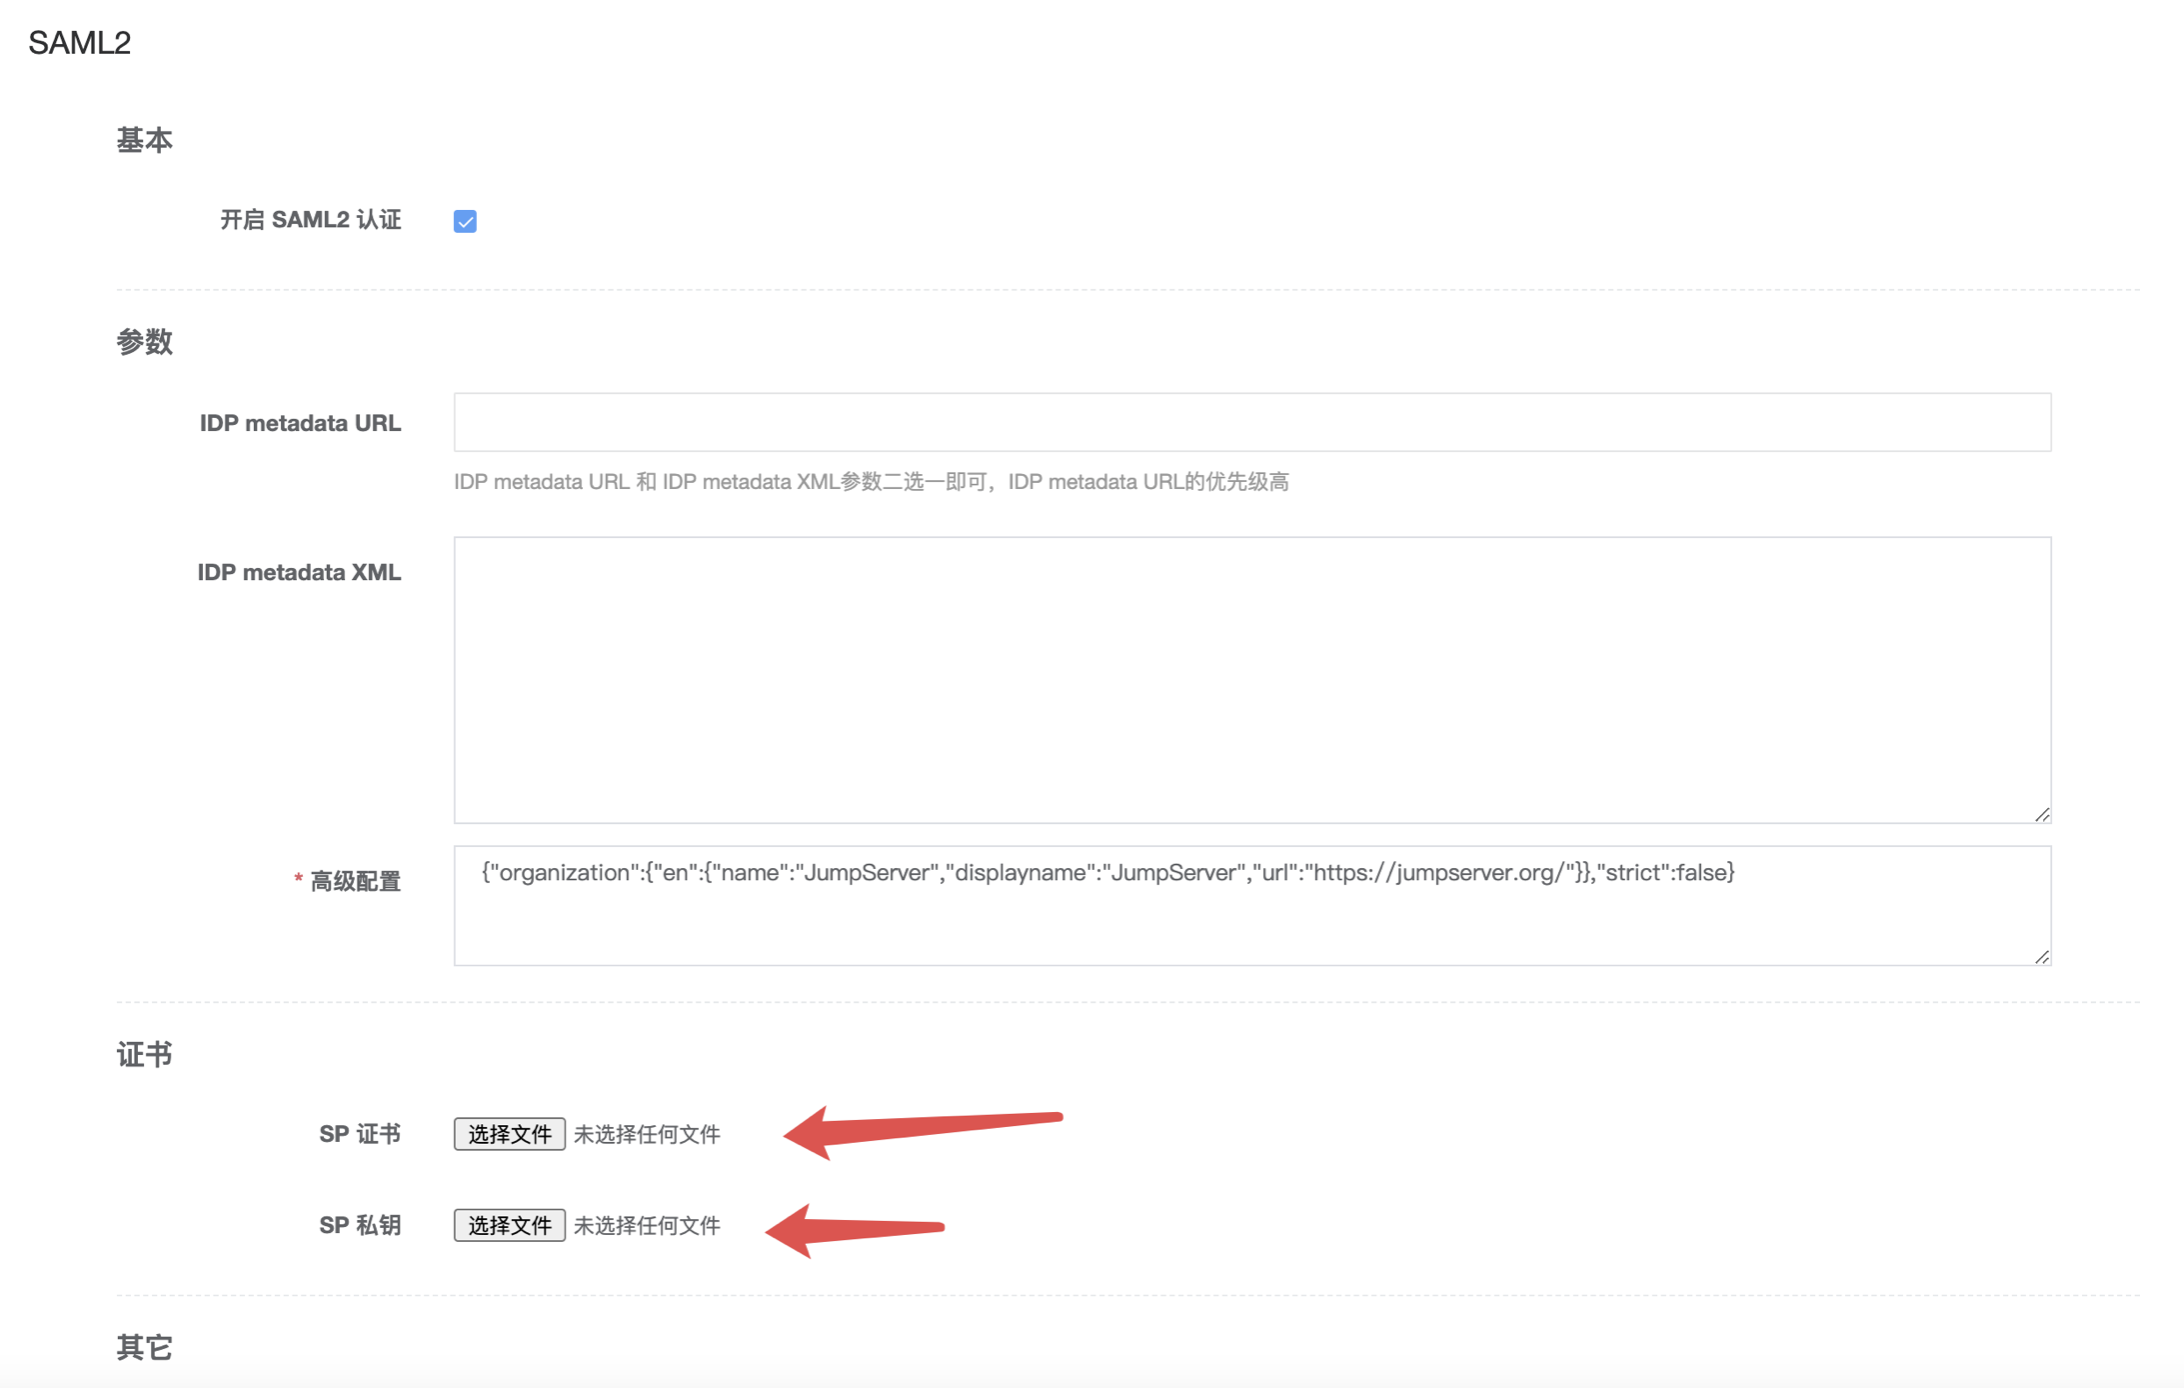 SAML2
基本
开启 SAML2 认证
参数
IDP metadata URL
IDP metadata URL 和 IDP metadata XML参数二选一即可，IDP metadata URL的优先级高
IDP metadata XML
* 高级配置
{"organization":{"en":{"name":"JumpServer","displayname":"JumpServer","url":"https://jumpserver.org/"}},"strict":false}
证书
SP 证书 选择文件 未选择任何文件
SP 私钥 选择文件 未选择任何文件
其它